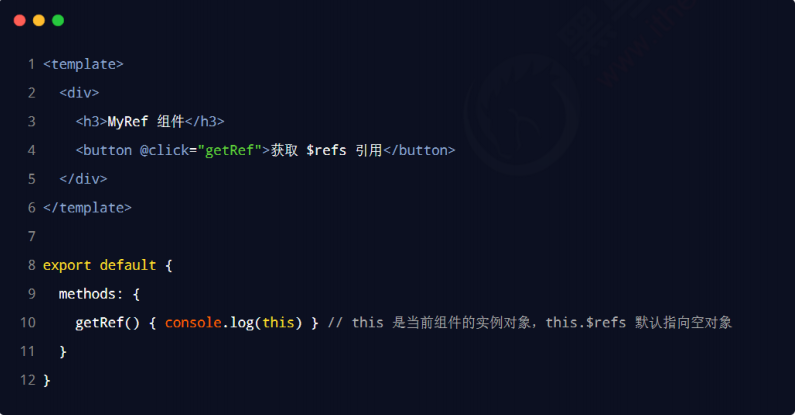 1 <template>
2   <div>
3     <h3>MyRef 组件</h3>
4     <button @click="getRef">获取 $refs 引用</button>
5   </div>
6 </template>
7
8 export default {
9   methods: {
10     getRef() { console.log(this) } // this 是当前组件的实例对象，this.$refs 默认指向空对象
11   }
12 }